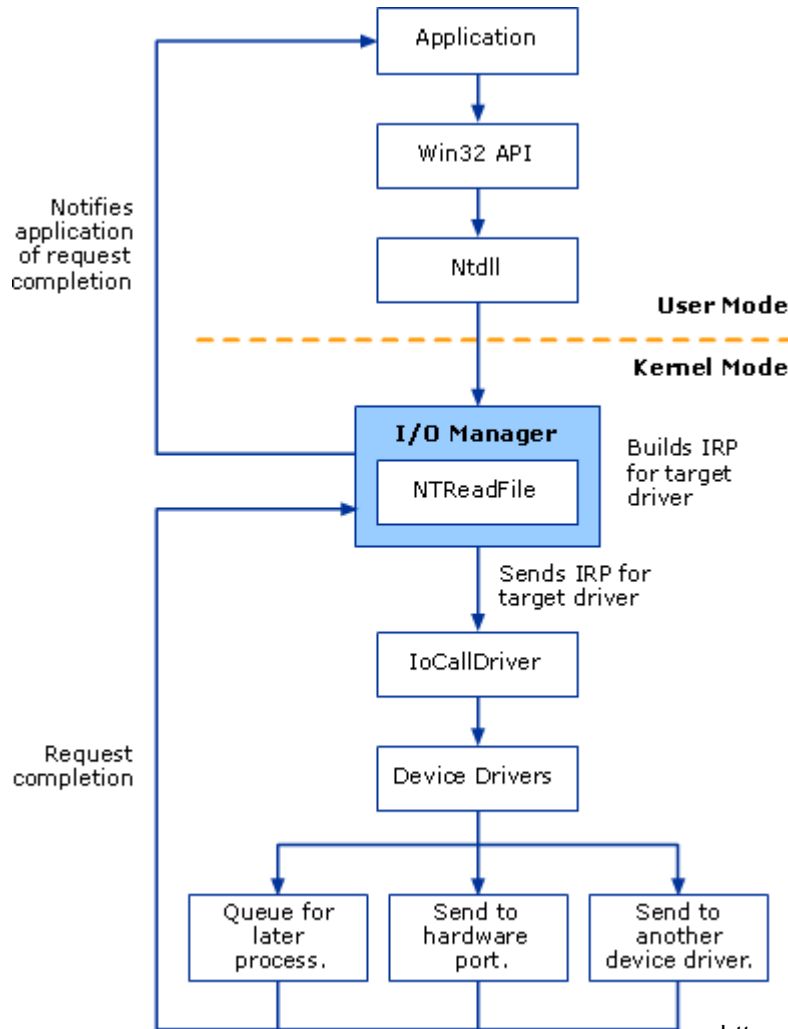 Application
Win32 API
Notifies
application
of request
completion
Ntdll
User Mode
Kernel Mode
I/O Manager
NTReadFile
Builds IRP
for target
driver
Sends IRP for
target driver
IoCallDriver
Request
completion
Device Drivers
Queue for
later
process.
Send to
hardware
port.
Send to
another
device driver.